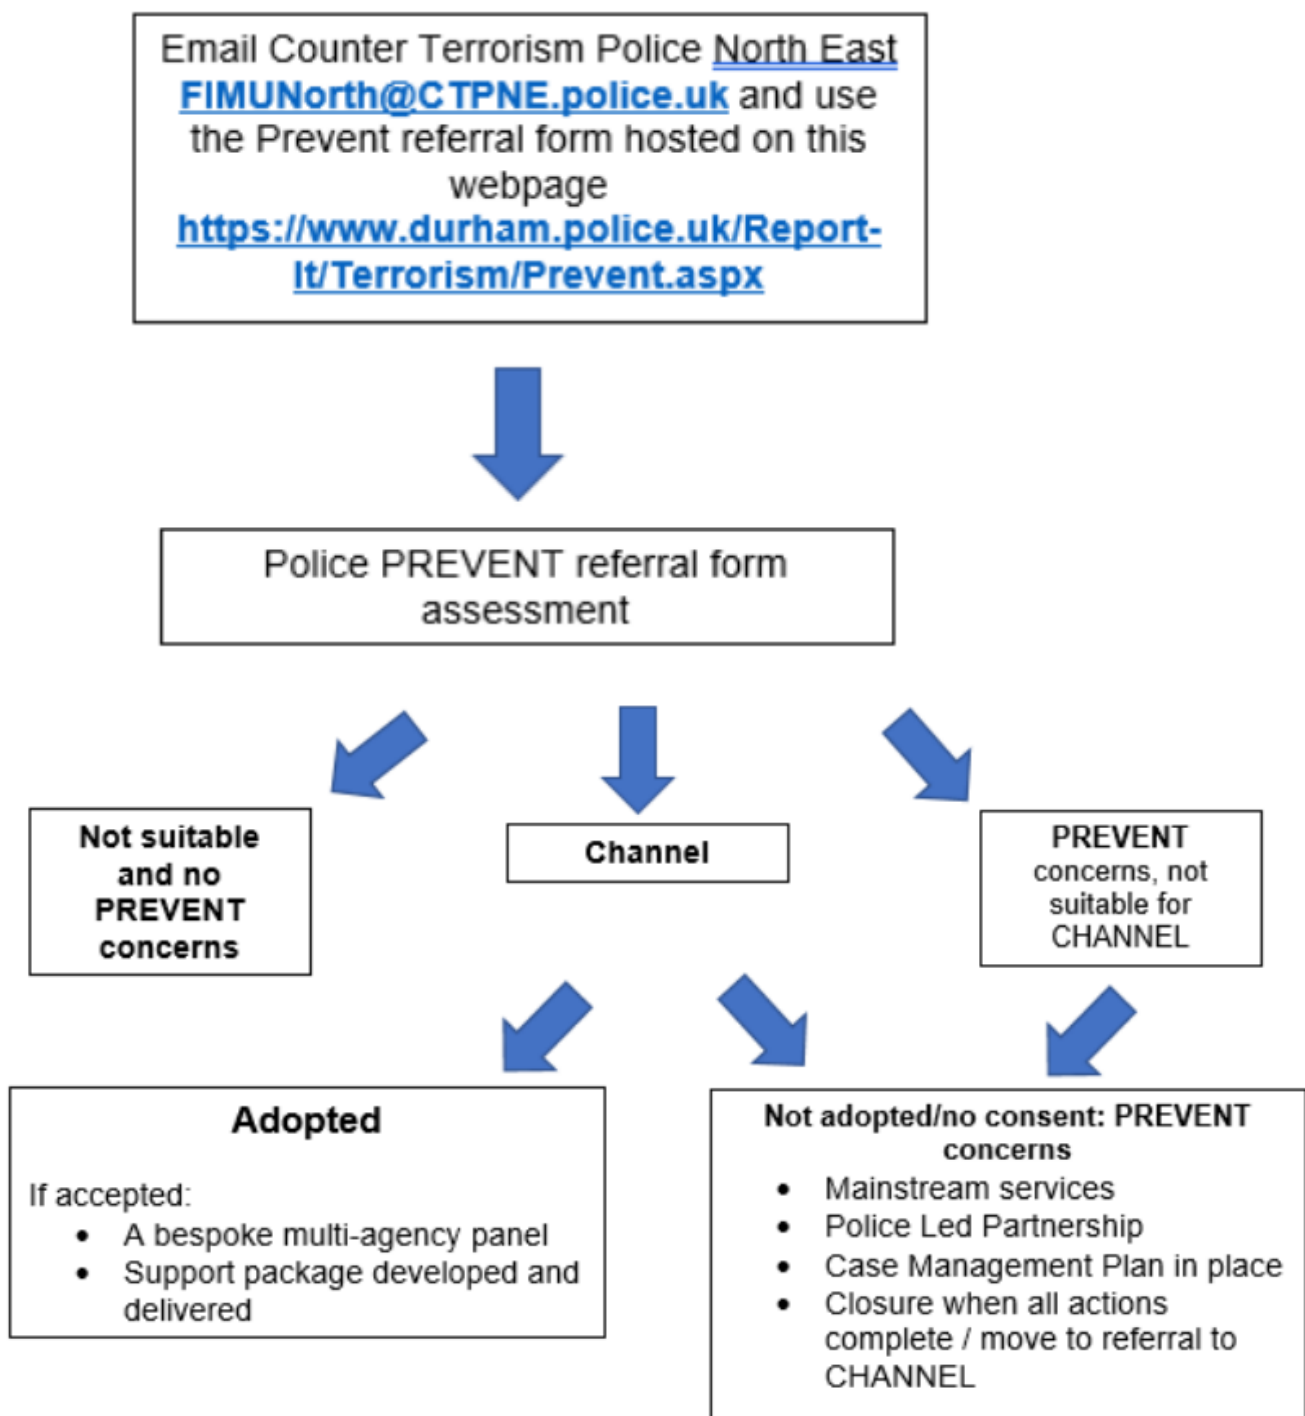 Email Counter Terrorism Police North East
FIMUNorth@CTPNE.police.uk and use
the Prevent referral form hosted on this
webpage
https://www.durham.police.uk/Report-
It/Terrorism/Prevent.aspx
Police PREVENT referral form
assessment
Not suitable
and no
PREVENT
concerns
Channel
PREVENT
concerns, not
suitable for
CHANNEL
Adopted
If accepted:
• A bespoke multi-agency panel
• Support package developed and
delivered
Not adopted/no consent: PREVENT
concerns
• Mainstream services
• Police Led Partnership
• Case Management Plan in place
• Closure when all actions
complete / move to referral to
CHANNEL